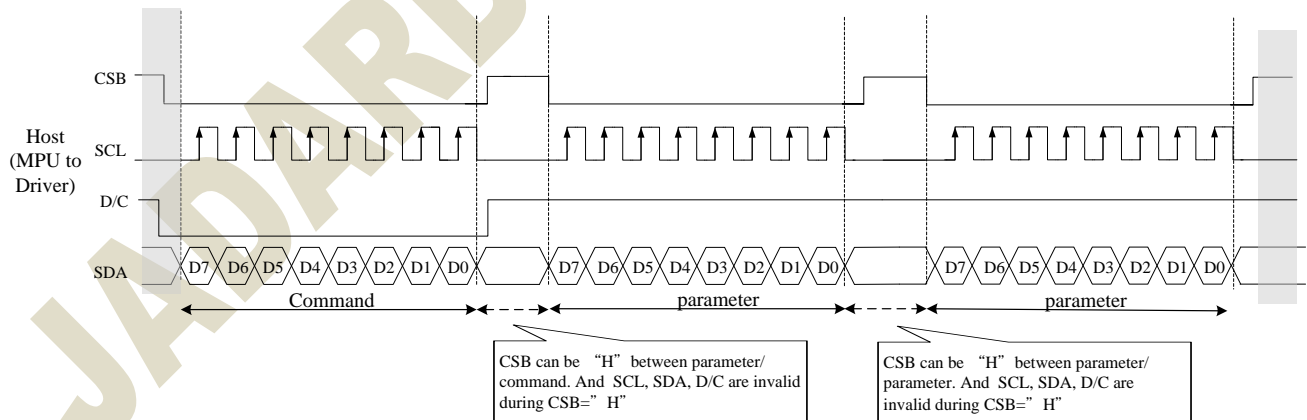 JADARD
CSB
Host
(MPU to
Driver)
SCL
D/C
SDA
D7 D6 D5 D4 D3 D2 D1 D0
D7 D6 D5 D4 D3 D2 D1 D0
D7 D6 D5 D4 D3 D2 D1 D0
Command
parameter
parameter
CSB can be “H” between parameter/
command. And SCL, SDA, D/C are invalid
during CSB=” H”
CSB can be “H” between parameter/
parameter. And SCL, SDA, D/C are
invalid during CSB=” H”